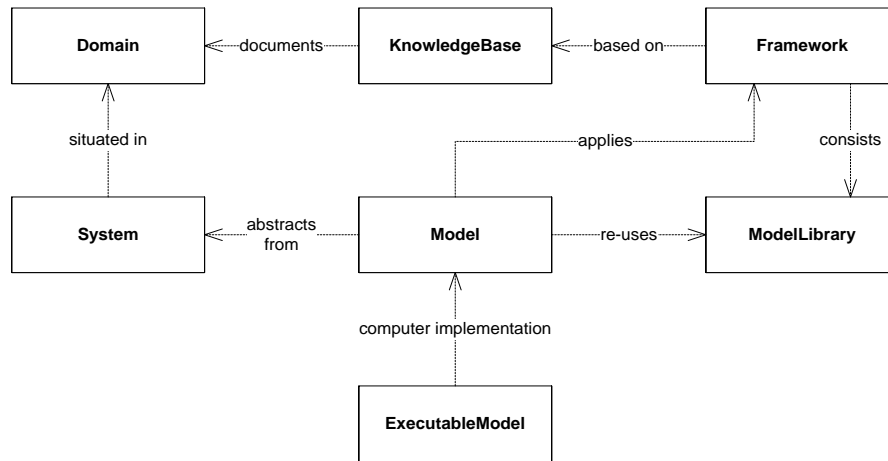 Domain
documents
KnowledgeBase
based on
Framework
situated in
applies
consists
System
abstracts
from
Model
re-uses
ModelLibrary
computer implementation
ExecutableModel